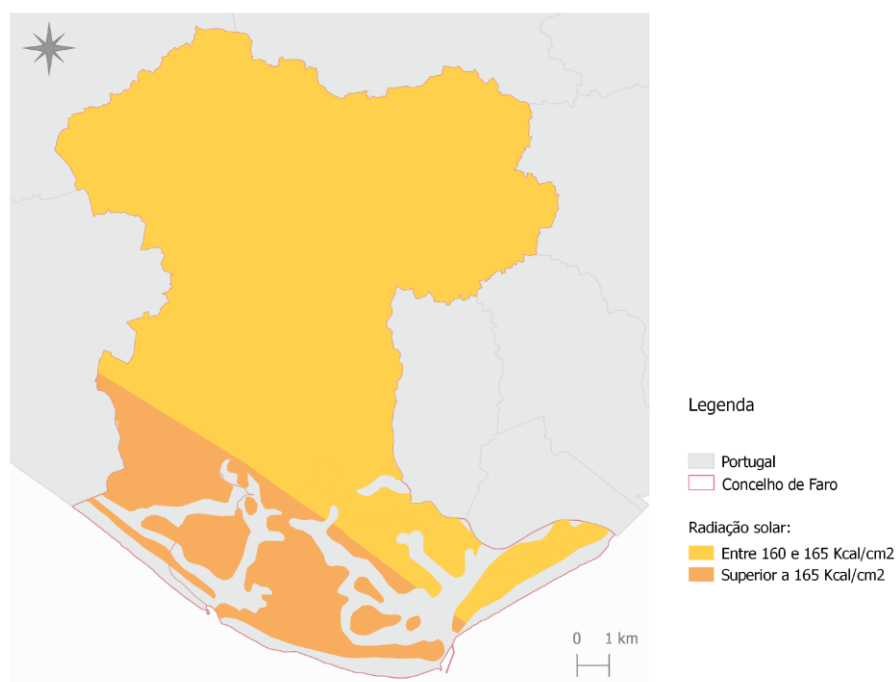 Legenda
Portugal
Concelho de Faro
Radiação solar:
Entre 160 e 165 Kcal/cm2
Superior a 165 Kcal/cm2
0 1 km